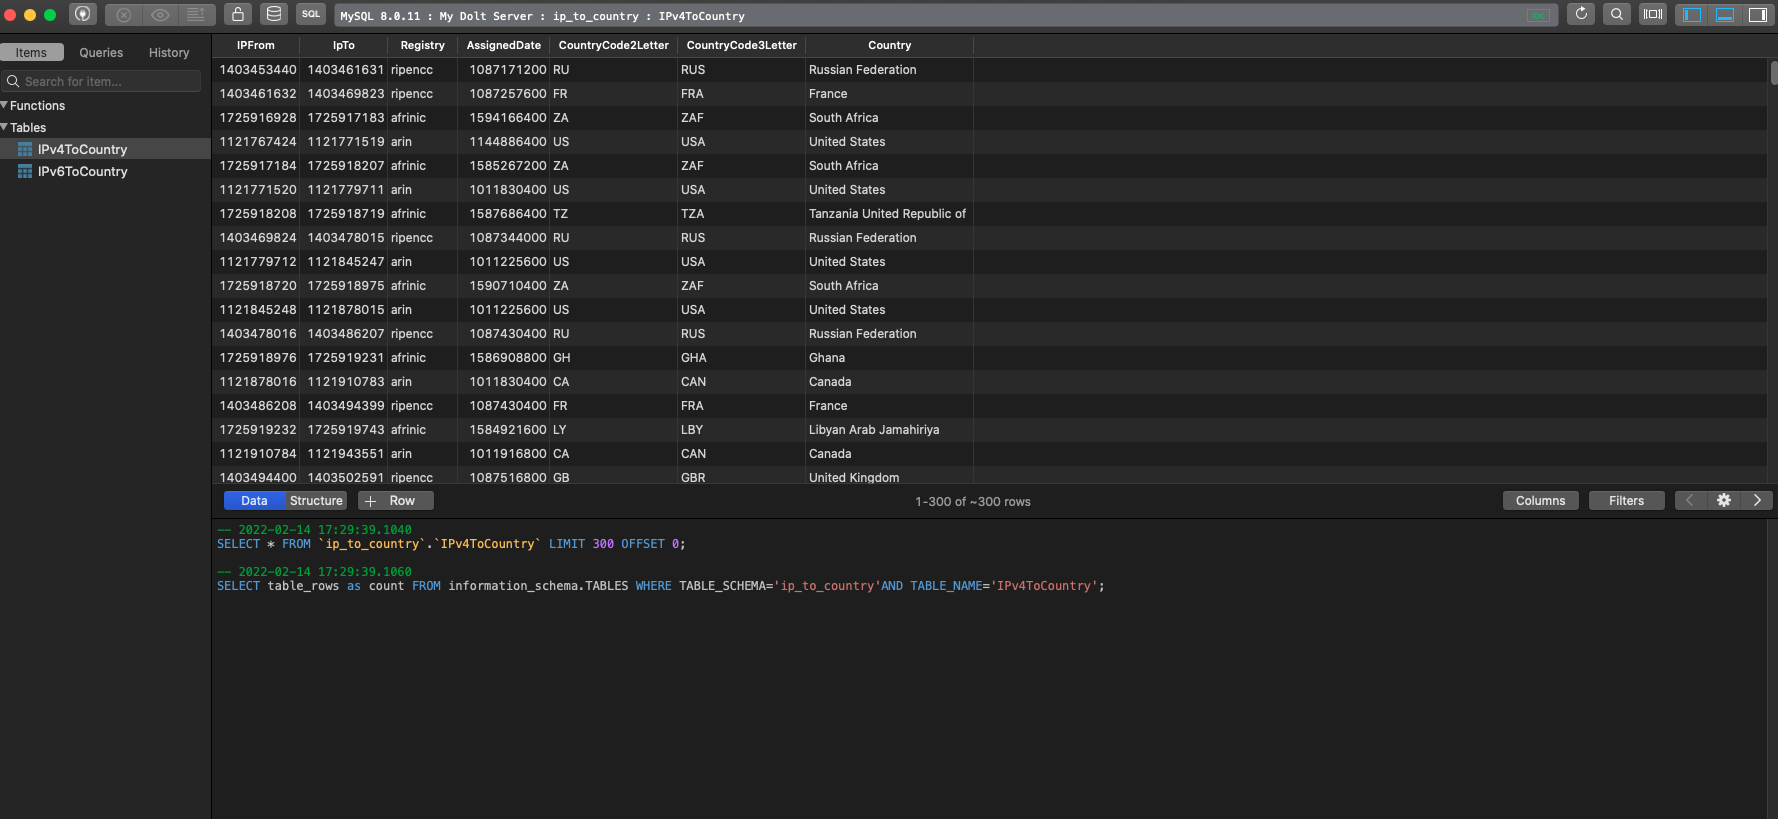 SQL MySQL 8.0.11 : My Dolt Server : ip_to_country : IPv4ToCountry loc
Items Queries History
Search for item...
Functions
Tables
IPv4ToCountry
IPv6ToCountry
IPFrom IpTo Registry AssignedDate CountryCode2Letter CountryCode3Letter Country
1403453440 1403461631 ripencc 1087171200 RU RUS Russian Federation
1403461632 1403469823 ripencc 1087257600 FR FRA France
1725916928 1725917183 afrinic 1594166400 ZA ZAF South Africa
1121767424 1121771519 arin 1144886400 US USA United States
1725917184 1725918207 afrinic 1585267200 ZA ZAF South Africa
1121771520 1121779711 arin 1011830400 US USA United States
1725918208 1725918719 afrinic 1587686400 TZ TZA Tanzania United Republic of
1403469824 1403478015 ripencc 1087344000 RU RUS Russian Federation
1121779712 1121845247 arin 1011225600 US USA United States
1725918720 1725918975 afrinic 1590710400 ZA ZAF South Africa
1121845248 1121878015 arin 1011225600 US USA United States
1403478016 1403486207 ripencc 1087430400 RU RUS Russian Federation
1725918976 1725919231 afrinic 1586908800 GH GHA Ghana
1121878016 1121910783 arin 1011830400 CA CAN Canada
1403486208 1403494399 ripencc 1087430400 FR FRA France
1725919232 1725919743 afrinic 1584921600 LY LBY Libyan Arab Jamahiriya
1121910784 1121943551 arin 1011916800 CA CAN Canada
1403494400 1403502591 ripencc 1087516800 GB GBR United Kingdom
Data Structure + Row 1-300 of ~300 rows Columns Filters
-- 2022-02-14 17:29:39.1040
SELECT * FROM `ip_to_country`.`IPv4ToCountry` LIMIT 300 OFFSET 0;
-- 2022-02-14 17:29:39.1060
SELECT table_rows as count FROM information_schema.TABLES WHERE TABLE_SCHEMA='ip_to_country'AND TABLE_NAME='IPv4ToCountry';